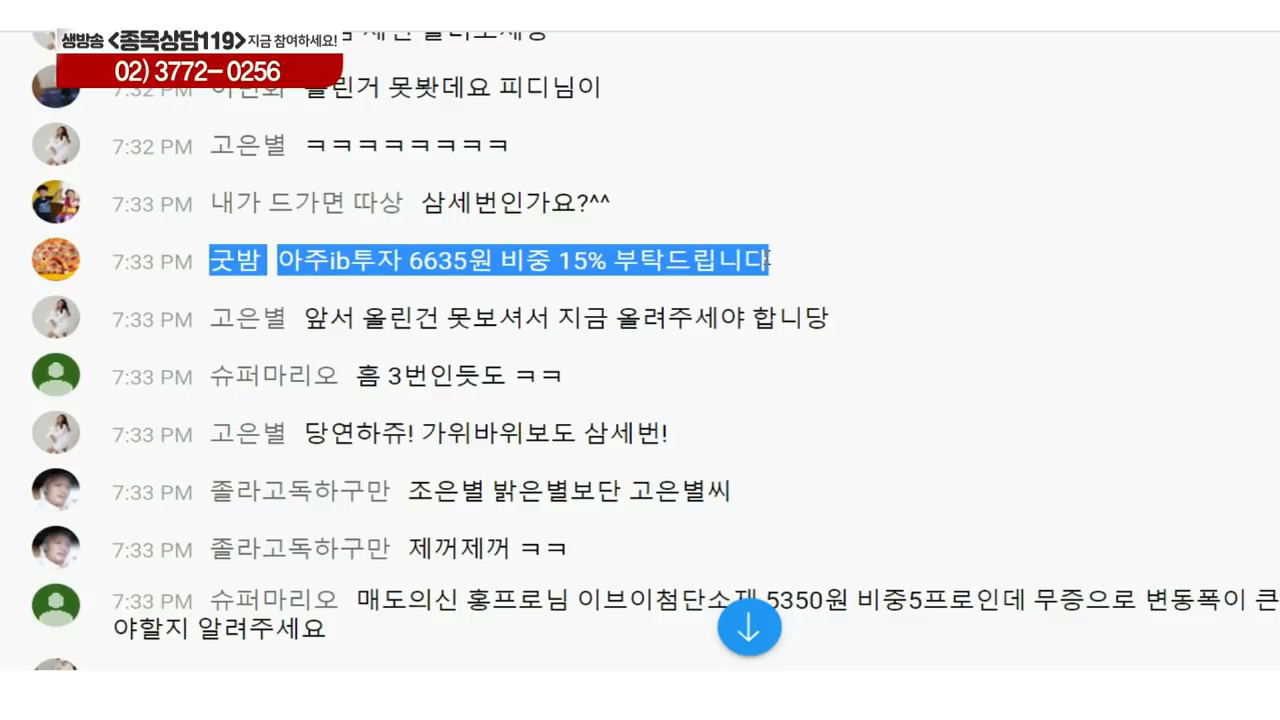 생방송 <종목상담119> 지금 참여하세요!
02) 3772-0256
린거 못봣데요 피디님이
7:32 PM 고은별 ㅋㅋㅋㅋㅋㅋㅋㅋ
7:33 PM 내가 드가면 따상 삼세번인가요?^^
7:33 PM 굿밤 아주ib투자 6635원 비중 15% 부탁드립니다
7:33 PM 고은별 앞서 올린건 못보셔서 지금 올려주세야 합니당
7:33 PM 슈퍼마리오 흠 3번인듯도 ㅋㅋ
7:33 PM 고은별 당연하쥬! 가위바위보도 삼세번!
7:33 PM 졸라고독하구만 조은별 밝은별보단 고은별씨
7:33 PM 졸라고독하구만 제꺼제꺼 ㅋㅋ
7:33 PM 슈퍼마리오 매도의신 홍프로님 이브이첨단소재 5350원 비중5프로인데 무증으로 변동폭이 큰
야할지 알려주세요